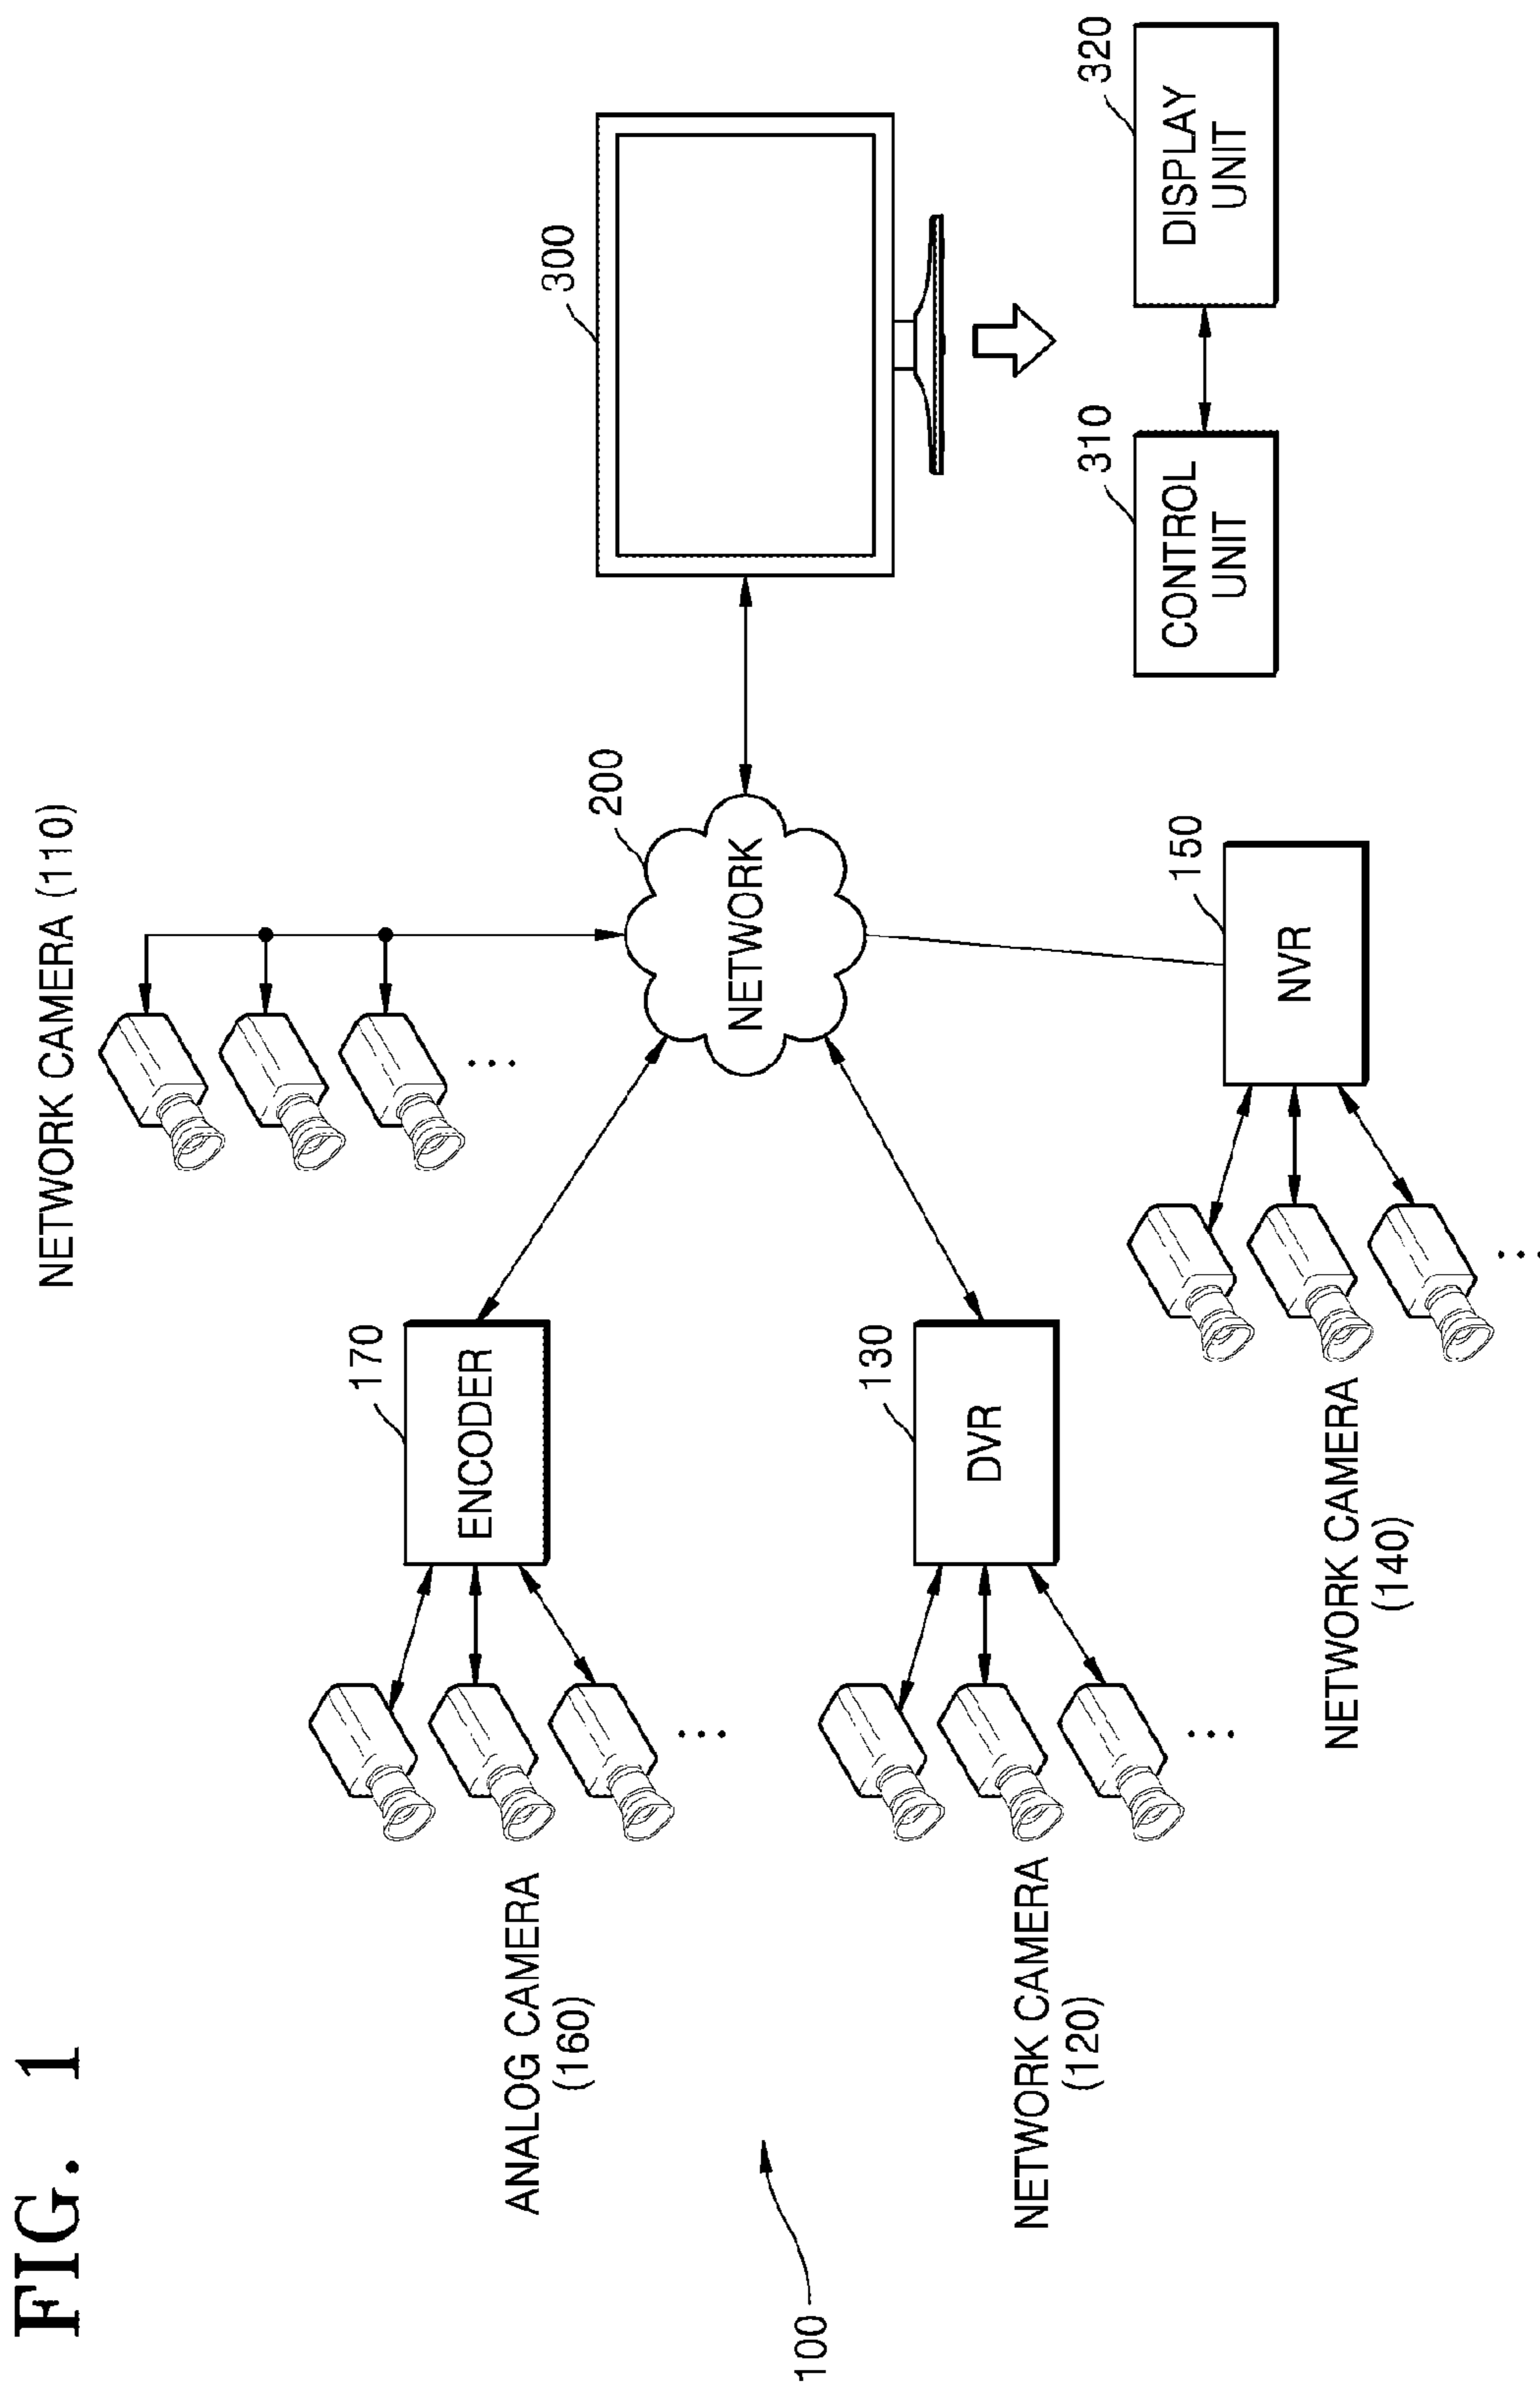 FIG. 1
NETWORK CAMERA (110)
170
ENCODER
ANALOG CAMERA
(160)
200
NETWORK
300
100
130
DVR
NETWORK CAMERA
(120)
150
NVR
NETWORK CAMERA
(140)
310
CONTROL
UNIT
320
DISPLAY
UNIT